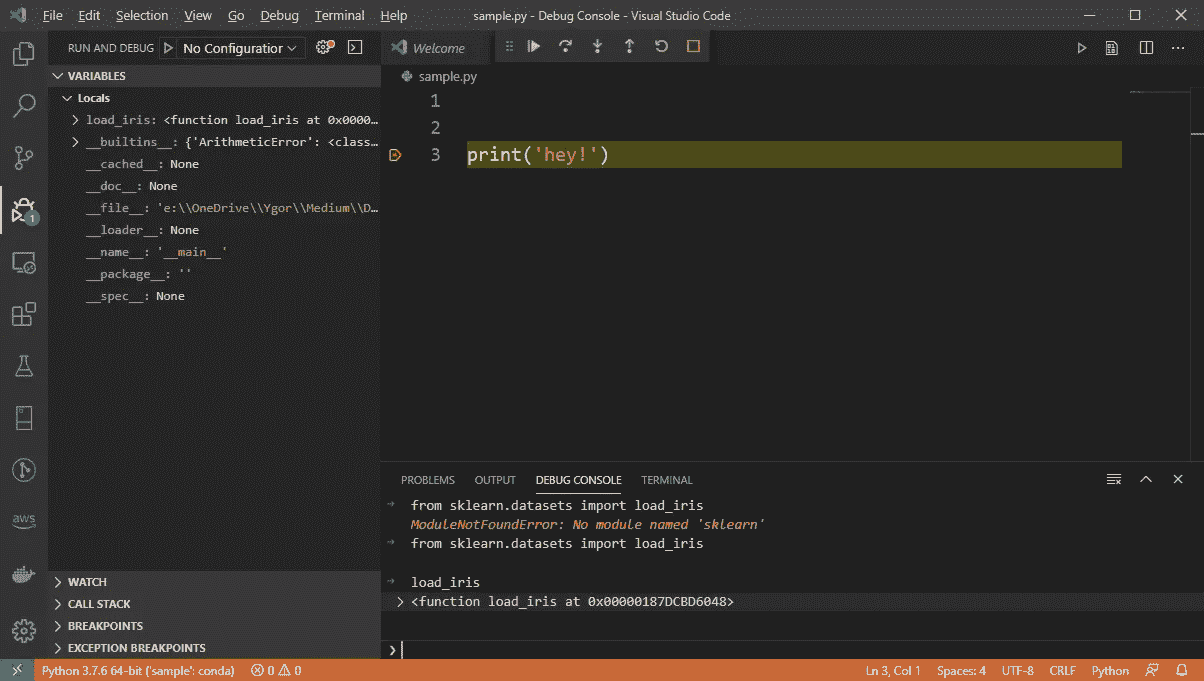 File Edit Selection View Go Debug Terminal Help
sample.py - Debug Console - Visual Studio Code
RUN AND DEBUG No Configuration
VARIABLES
Locals
load_iris: <function load_iris at 0x0000…
__builtins__: {'ArithmeticError': <class…
__cached__: None
__doc__: None
__file__: 'e:\\OneDrive\\Ygor\\Medium\\D…
__loader__: None
__name__: '__main__'
__package__: ''
__spec__: None
1
aws
WATCH
CALL STACK
BREAKPOINTS
EXCEPTION BREAKPOINTS
Welcome
sample.py
1
2
3 print('hey!')
PROBLEMS OUTPUT DEBUG CONSOLE TERMINAL
from sklearn.datasets import load_iris
ModuleNotFoundError: No module named 'sklearn'
from sklearn.datasets import load_iris
load_iris
<function load_iris at 0x00000187DCBD6048>
Python 3.7.6 64-bit ('sample': conda) 0 0 Ln 3, Col 1 Spaces: 4 UTF-8 CRLF Python